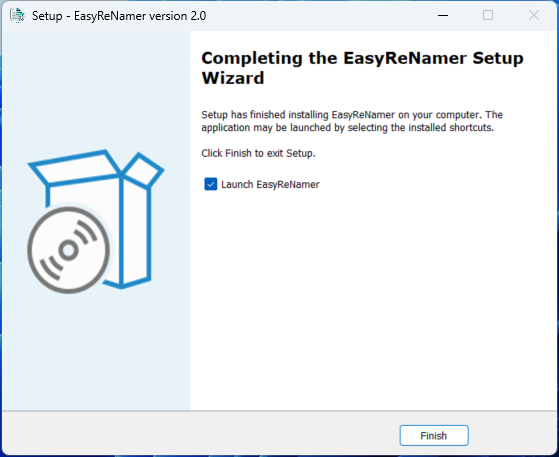 Setup - EasyReNamer version 2.0
Completing the EasyReNamer Setup
Wizard
Setup has finished installing EasyReNamer on your computer. The
application may be launched by selecting the installed shortcuts.
Click Finish to exit Setup.
Launch EasyReNamer
Finish